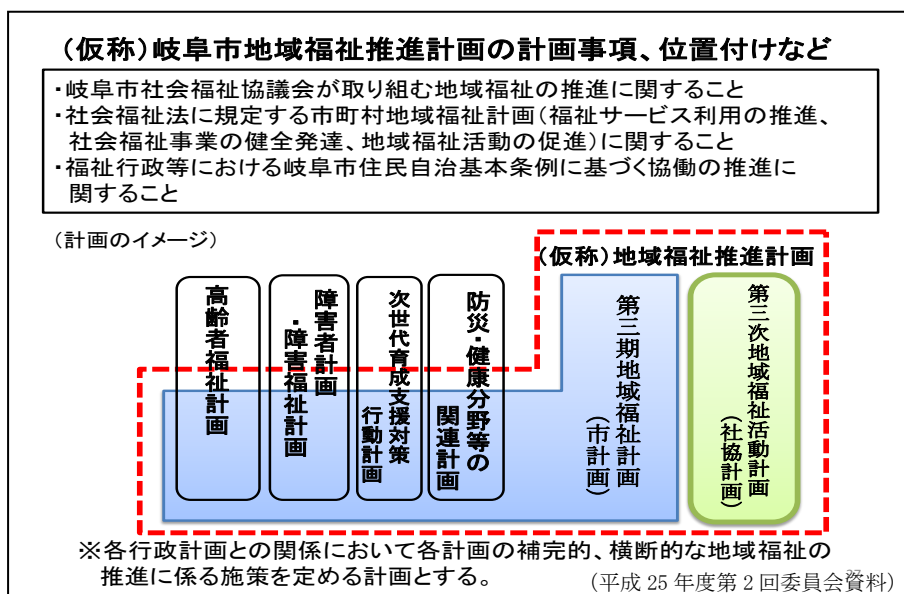 (仮称)岐阜市地域福祉推進計画の計画事項、位置付けなど
・岐阜市社会福祉協議会が取り組む地域福祉の推進に関すること
・社会福祉法に規定する市町村地域福祉計画(福祉サービス利用の推進、
社会福祉事業の健全発達、地域福祉活動の促進)に関すること
・福祉行政等における岐阜市住民自治基本条例に基づく協働の推進に
関すること
(計画のイメージ)
(仮称)地域福祉推進計画
高齢者福祉計画
障害者計画
・障害福祉計画
次世代育成支援対策
行動計画
防災・健康分野等の
関連計画
第三期地域福祉計画
(市計画)
第三次地域福祉活動計画
(社協計画)
※各行政計画との関係において各計画の補完的、横断的な地域福祉の
推進に係る施策を定める計画とする。
(平成 25 年度第 2 回委員会資料)